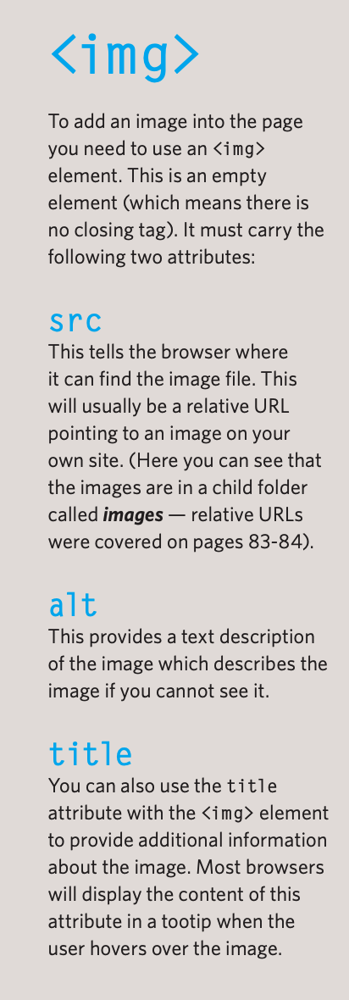 <img>
To add an image into the page
you need to use an <img>
element. This is an empty
element (which means there is
no closing tag). It must carry the
following two attributes:
src
This tells the browser where
it can find the image file. This
will usually be a relative URL
pointing to an image on your
own site. (Here you can see that
the images are in a child folder
called images — relative URLs
were covered on pages 83-84).
alt
This provides a text description
of the image which describes the
image if you cannot see it.
title
You can also use the title
attribute with the <img> element
to provide additional information
about the image. Most browsers
will display the content of this
attribute in a tootip when the
user hovers over the image.